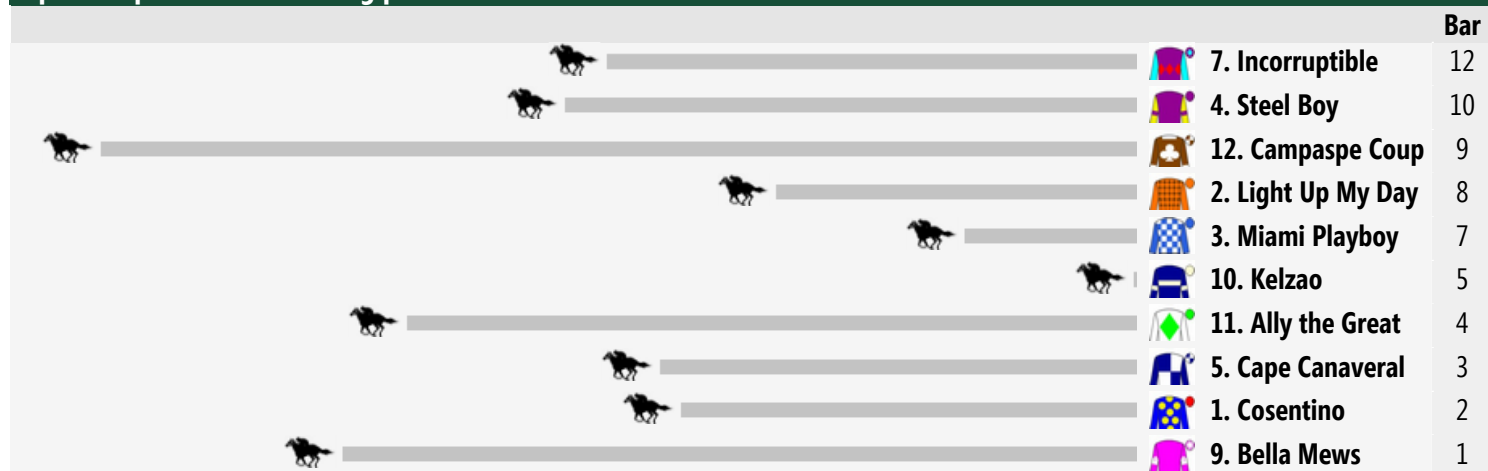 Bar
7. Incorruptible 12
4. Steel Boy 10
12. Campaspe Coup 9
2. Light Up My Day 8
3. Miami Playboy 7
10. Kelzao 5
11. Ally the Great 4
5. Cape Canaveral 3
1. Cosentino 2
9. Bella Mews 1